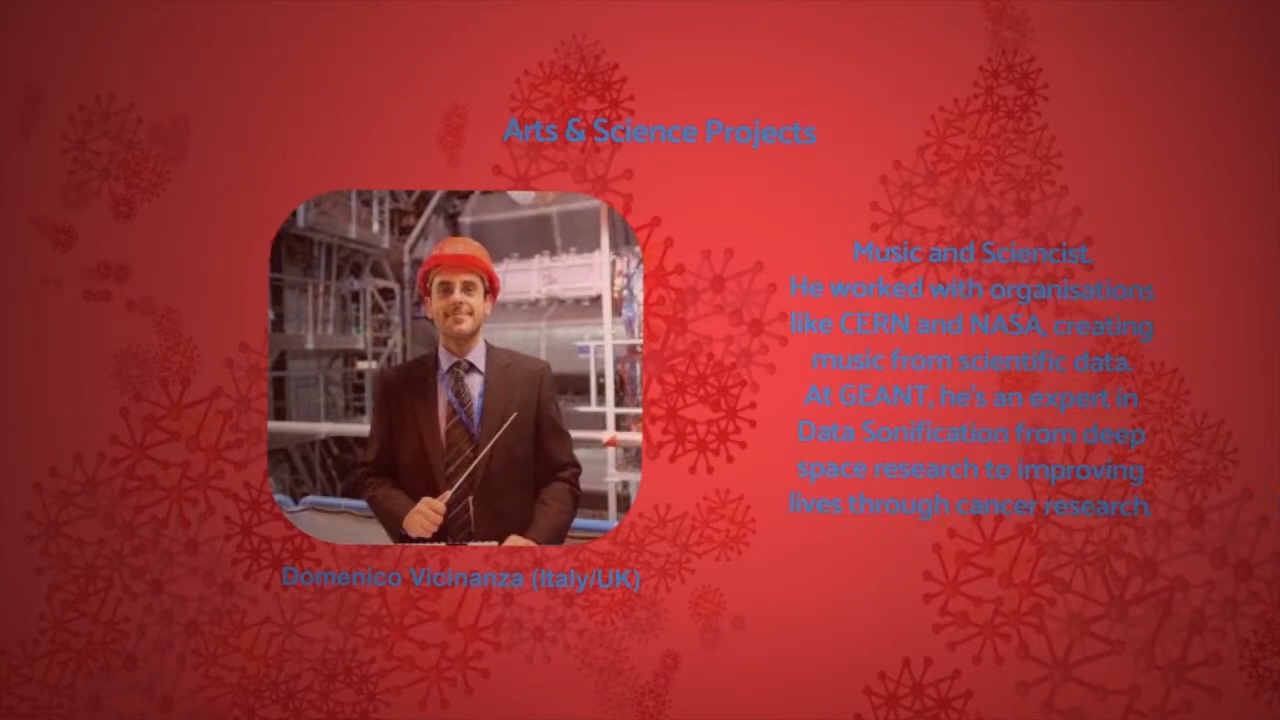 Arts & Science Projects
Music and Sciencist.
He worked with organisations
like CERN and NASA, creating
music from scientific data.
At GEANT, he's an expert in
Data Sonification from deep
space research to improving
lives through cancer research.
Domenico Vicinanza (Italy/UK)